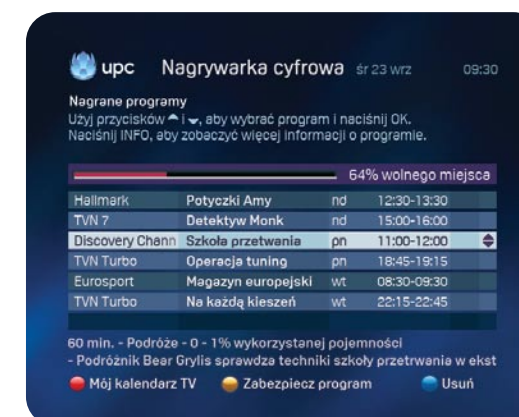 upc Nagrywarka cyfrowa śr 23 wrz 09:30
Nagrane programy
Użyj przycisków i , aby wybrać program i naciśnij OK.
Naciśnij INFO, aby zobaczyć więcej informacji o programie.
64% wolnego miejsca
Hallmark Potyczki Amy nd 12:30-13:30
TVN 7 Detektyw Monk nd 15:00-16:00
Discovery Chann Szkoła przetwania pn 11:00-12:00
TVN Turbo Operacja tuning pn 18:45-19:15
Eurosport Magazyn europejski wt 08:30-09:30
TVN Turbo Na każdą kieszeń wt 22:15-22:45
60 min. - Podróże - 0 - 1% wykorzystanej pojemności
- Podróżnik Bear Grylis sprawdza techniki szkoły przetrwania w ekst
Mój kalendarz TV Zabezpiecz program Usuń